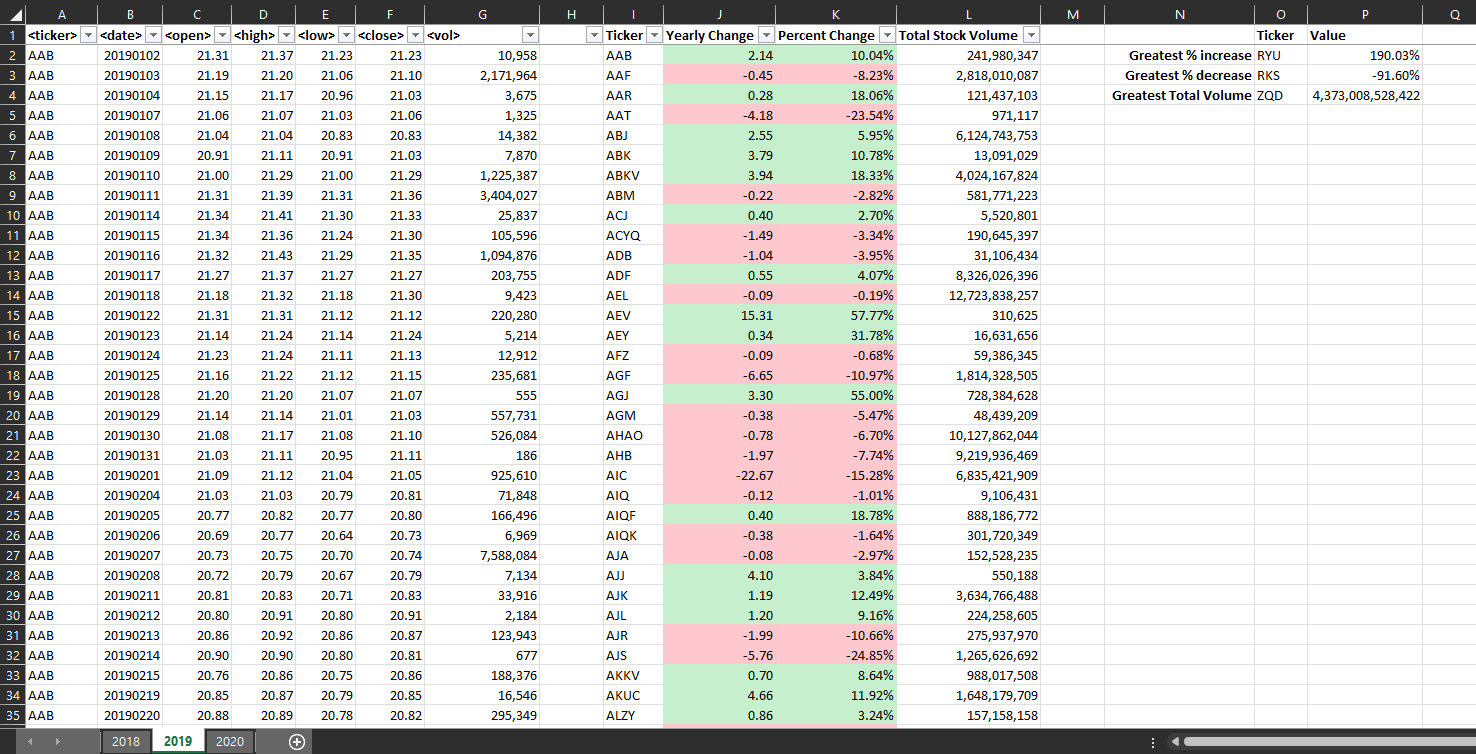 A B C D E F G H I J K L M N O P Q
1 <ticker> <date> <open> <high> <low> <close> <vol> Ticker Yearly Change Percent Change Total Stock Volume Ticker Value
2 AAB 20190102 21.31 21.37 21.23 21.23 10,958 AAB 2.14 10.04% 241,980,347 Greatest % increase RYU 190.03%
3 AAB 20190103 21.19 21.20 21.06 21.10 2,171,964 AAF -0.45 -8.23% 2,818,010,087 Greatest % decrease RKS -91.60%
4 AAB 20190104 21.15 21.17 20.96 21.03 3,675 AAR 0.28 18.06% 121,437,103 Greatest Total Volume ZQD 4,373,008,528,422
5 AAB 20190107 21.06 21.07 21.03 21.06 1,325 AAT -4.18 -23.54% 971,117
6 AAB 20190108 21.04 21.04 20.83 20.83 14,382 ABJ 2.55 5.95% 6,124,743,753
7 AAB 20190109 20.91 21.11 20.91 21.03 7,870 ABK 3.79 10.78% 13,091,029
8 AAB 20190110 21.00 21.29 21.00 21.29 1,225,387 ABKV 3.94 18.33% 4,024,167,824
9 AAB 20190111 21.31 21.39 21.31 21.36 3,404,027 ABM -0.22 -2.82% 581,771,223
10 AAB 20190114 21.34 21.41 21.30 21.33 25,837 ACJ 0.40 2.70% 5,520,801
11 AAB 20190115 21.34 21.36 21.24 21.30 105,596 ACYQ -1.49 -3.34% 190,645,397
12 AAB 20190116 21.32 21.43 21.29 21.35 1,094,876 ADB -1.04 -3.95% 31,106,434
13 AAB 20190117 21.27 21.37 21.27 21.27 203,755 ADF 0.55 4.07% 8,326,026,396
14 AAB 20190118 21.18 21.32 21.18 21.30 9,423 AEL -0.09 -0.19% 12,723,838,257
15 AAB 20190122 21.31 21.31 21.12 21.12 220,280 AEV 15.31 57.77% 310,625
16 AAB 20190123 21.14 21.24 21.14 21.24 5,214 AEY 0.34 31.78% 16,631,656
17 AAB 20190124 21.23 21.24 21.11 21.13 12,912 AFZ -0.09 -0.68% 59,386,345
18 AAB 20190125 21.16 21.22 21.12 21.15 235,681 AGF -6.65 -10.97% 1,814,328,505
19 AAB 20190128 21.20 21.20 21.07 21.07 555 AGJ 3.30 55.00% 728,384,628
20 AAB 20190129 21.14 21.14 21.01 21.03 557,731 AGM -0.38 -5.47% 48,439,209
21 AAB 20190130 21.08 21.17 21.08 21.10 526,084 AHAO -0.78 -6.70% 10,127,862,044
22 AAB 20190131 21.03 21.11 20.95 21.11 186 AHB -1.97 -7.74% 9,219,936,469
23 AAB 20190201 21.09 21.12 21.04 21.05 925,610 AIC -22.67 -15.28% 6,835,421,909
24 AAB 20190204 21.03 21.03 20.79 20.81 71,848 AIQ -0.12 -1.01% 9,106,431
25 AAB 20190205 20.77 20.82 20.77 20.80 166,496 AIQF 0.40 18.78% 888,186,772
26 AAB 20190206 20.69 20.77 20.64 20.73 6,969 AIQK -0.38 -1.64% 301,720,349
27 AAB 20190207 20.73 20.75 20.70 20.74 7,588,084 AJA -0.08 -2.97% 152,528,235
28 AAB 20190208 20.72 20.79 20.67 20.79 7,134 AJJ 4.10 3.84% 550,188
29 AAB 20190211 20.81 20.83 20.71 20.83 33,916 AJK 1.19 12.49% 3,634,766,488
30 AAB 20190212 20.80 20.91 20.80 20.91 2,184 AJL 1.20 9.16% 224,258,605
31 AAB 20190213 20.86 20.92 20.86 20.87 123,943 AJR -1.99 -10.66% 275,937,970
32 AAB 20190214 20.90 20.90 20.80 20.81 677 AJS -5.76 -24.85% 1,265,626,692
33 AAB 20190215 20.76 20.86 20.75 20.86 188,376 AKKV 0.70 8.64% 988,017,508
34 AAB 20190219 20.85 20.87 20.79 20.85 16,546 AKUC 4.66 11.92% 1,648,179,709
35 AAB 20190220 20.88 20.89 20.78 20.82 295,349 ALZY 0.86 3.24% 157,158,158
2018 2019 2020